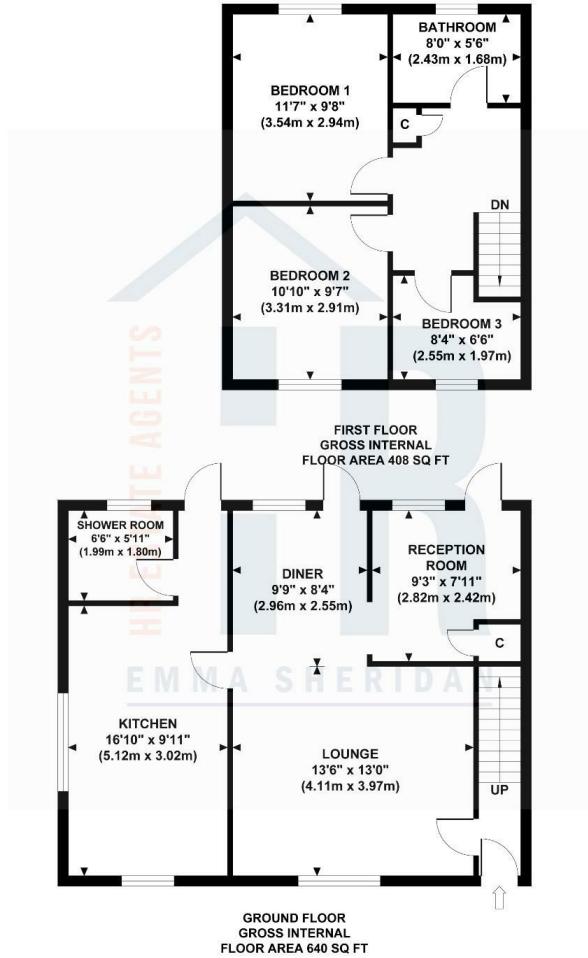 BATHROOM
8'0" x 5'6"
(2.43m x 1.68m)
BEDROOM 1
11'7" x 9'8"
(3.54m x 2.94m)
C
DN
BEDROOM 2
10'10" x 9'7"
(3.31m x 2.91m)
BEDROOM 3
8'4" x 6'6"
(2.55m x 1.97m)
FIRST FLOOR
GROSS INTERNAL
FLOOR AREA 408 SQ FT
SHOWER ROOM
6'6" x 5'11"
(1.99m x 1.80m)
DINER
9'9" x 8'4"
(2.96m x 2.55m)
RECEPTION
ROOM
9'3" x 7'11"
(2.82m x 2.42m)
C
KITCHEN
16'10" x 9'11"
(5.12m x 3.02m)
LOUNGE
13'6" x 13'0"
(4.11m x 3.97m)
UP
GROUND FLOOR
GROSS INTERNAL
FLOOR AREA 640 SQ FT
HR ESTATE AGENTS
HR
EMMA SHERIDAN